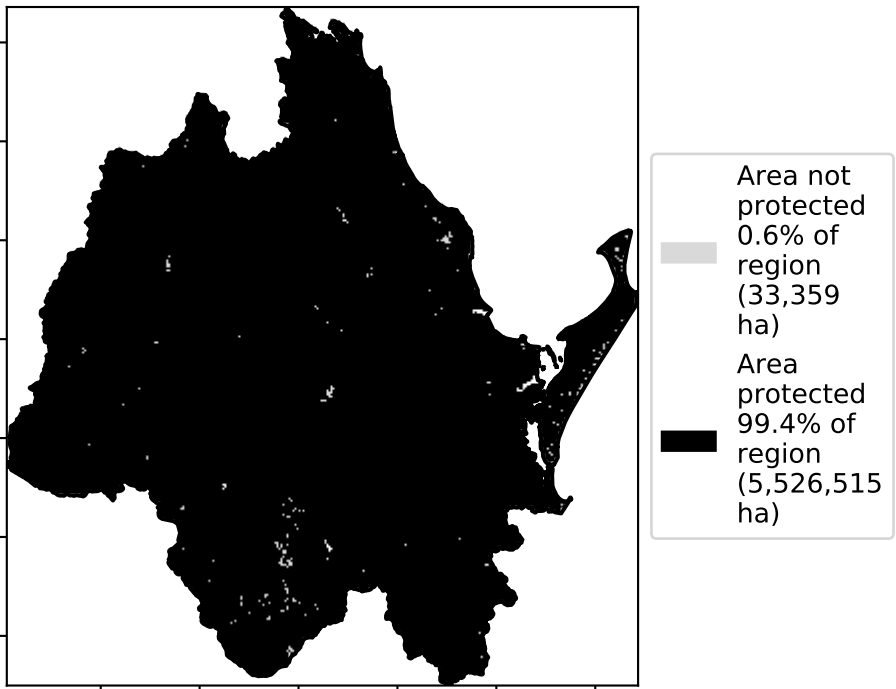 Area not
protected
0.6% of
region
(33,359
ha)
Area
protected
99.4% of
region
(5,526,515
ha)